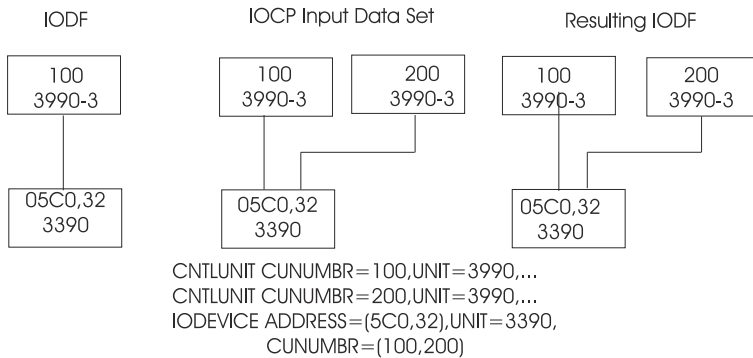 IODF
IOCP Input Data Set
Resulting IODF
100
3990-3
100
3990-3
200
3990-3
100
3990-3
200
3990-3
05C0,32
3390
05C0,32
3390
05C0,32
3390
CNTLUNIT CUNUMBR=100,UNIT=3990,...
CNTLUNIT CUNUMBR=200,UNIT=3990,...
IODEVICE ADDRESS=(5C0,32),UNIT=3390,
CUNUMBR=(100,200)